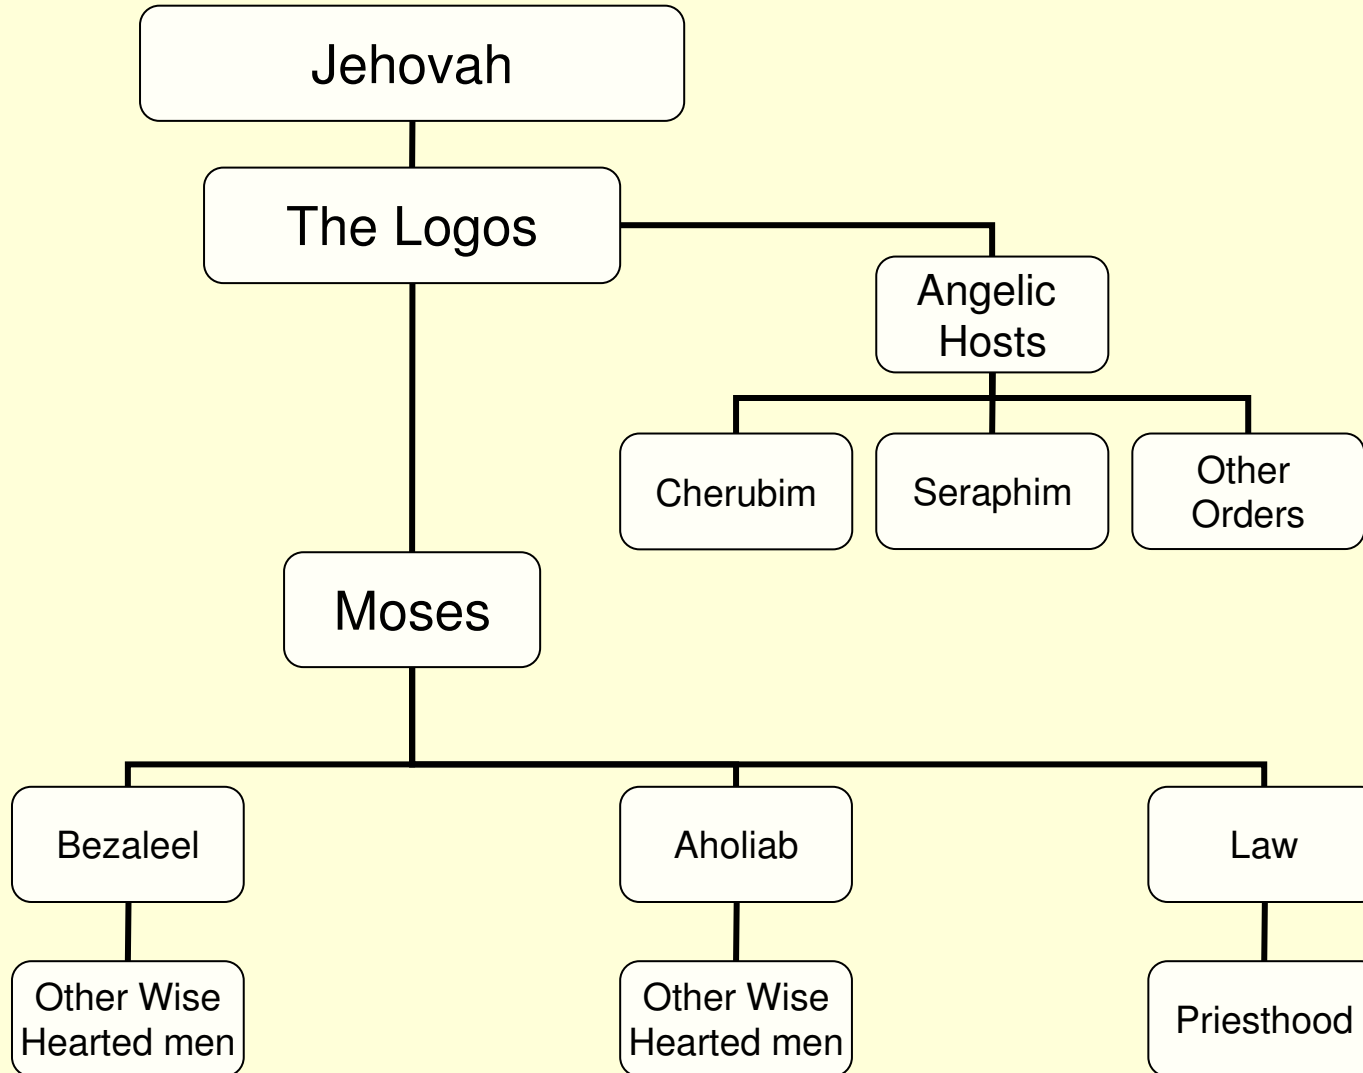 Jehovah
The Logos
Angelic
Hosts
Cherubim
Seraphim
Other
Orders
Moses
Bezaleel
Aholiab
Law
Other Wise
Hearted men
Other Wise
Hearted men
Priesthood